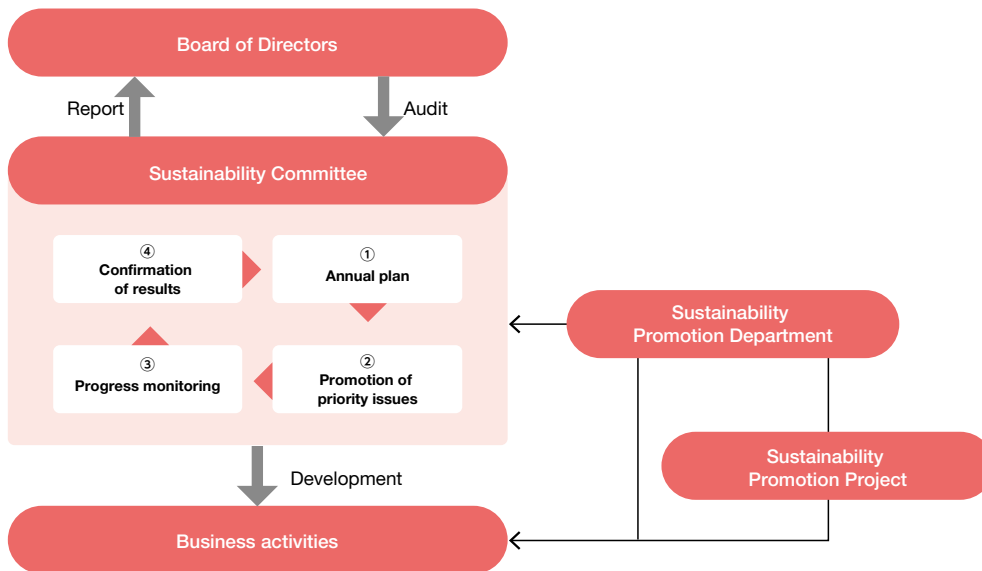 Board of Directors
Report
Audit
Sustainability Committee
④
Confirmation
of results
①
Annual plan
③
Progress monitoring
②
Promotion of
priority issues
Sustainability
Promotion Department
Sustainability
Promotion Project
Development
Business activities